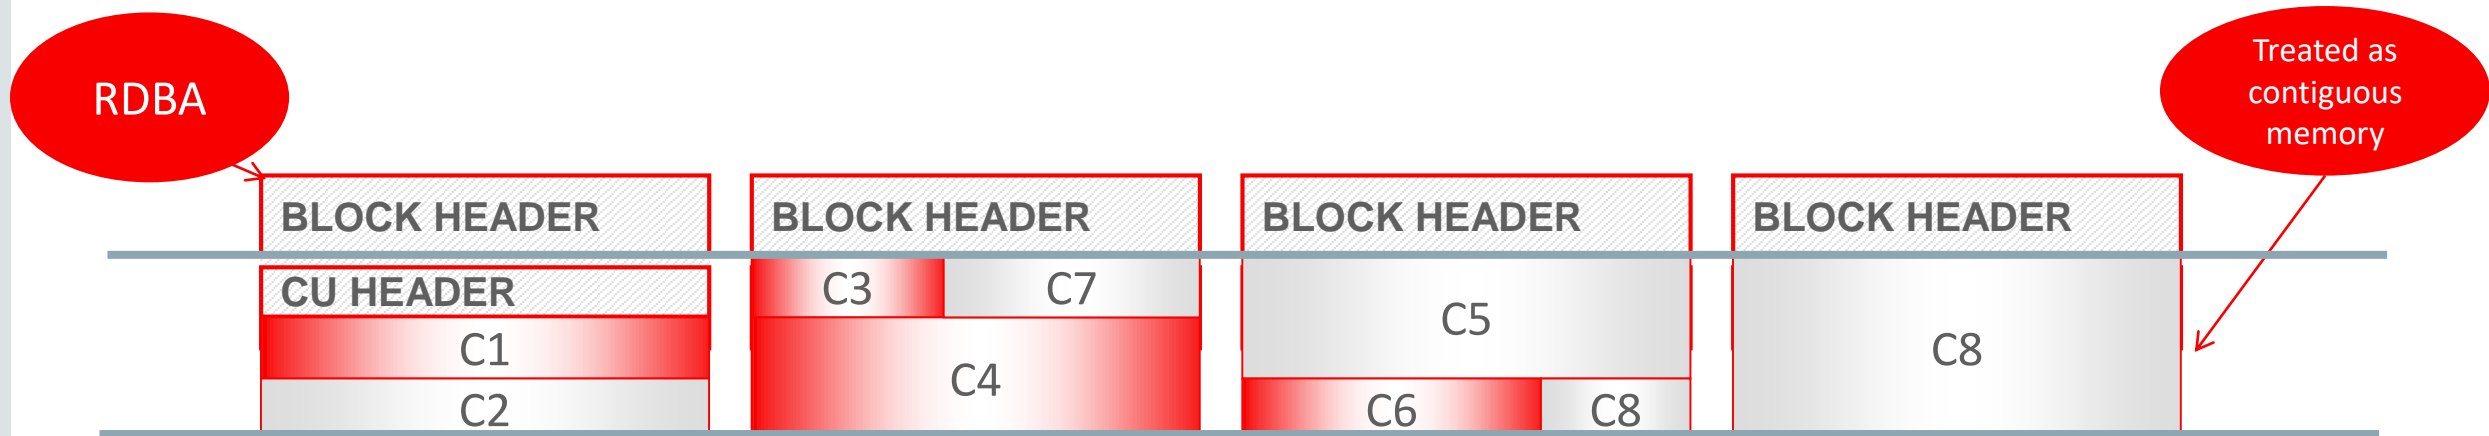 RDBA
Treated as
contiguous
memory
BLOCK HEADER
BLOCK HEADER
BLOCK HEADER
BLOCK HEADER
CU HEADER
C3
C7
C1
C5
C8
C4
C2
C6
C8